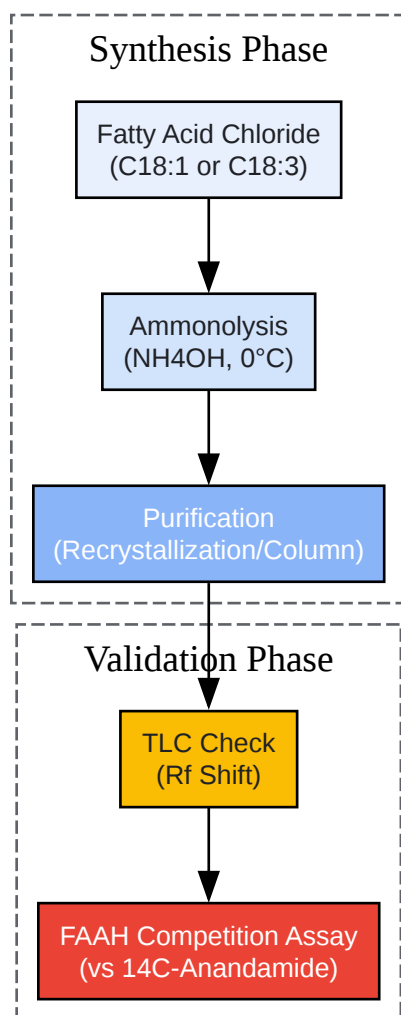 Synthesis Phase
Fatty Acid Chloride
(C18:1 or C18:3)
Ammonolysis
(NH4OH, 0°C)
Purification
(Recrystallization/Column)
Validation Phase
TLC Check
(Rf Shift)
FAAH Competition Assay
(vs 14C-Anandamide)